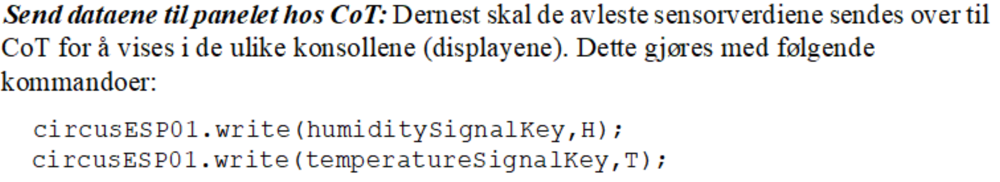 Send dataene til panelet hos CoT: Dernest skal de avleste sensorverdiene sendes over til
CoT for å vises i de ulike konsollene (displayene). Dette gjøres med følgende
kommandoer:
circusESP01.write(humiditySignalKey,H);
circusESP01.write(temperatureSignalKey,T);